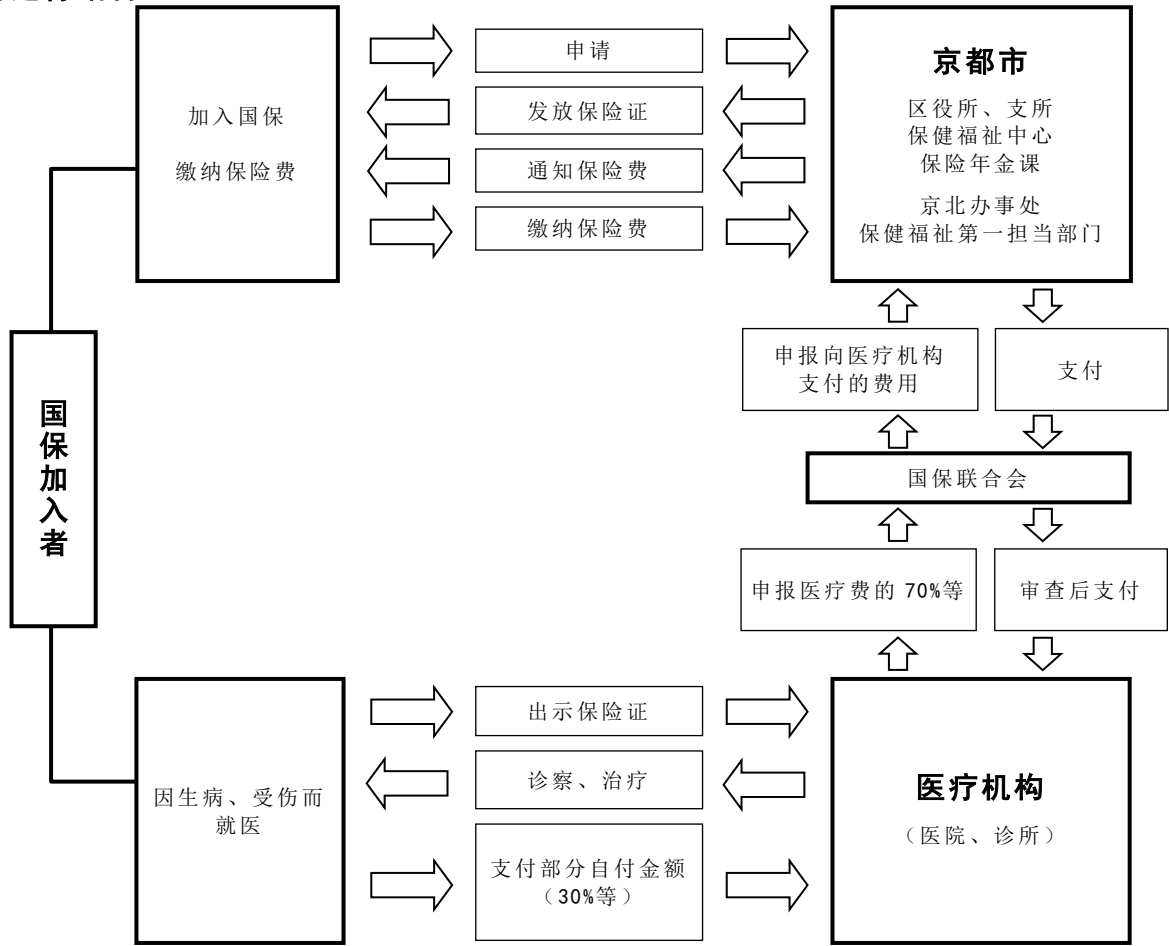 申请
京都市
加入国保
缴纳保险费
发放保险证
区役所、支所
保健福祉中心
保险年金课
通知保险费
京北办事处
保健福祉第一担当部门
缴纳保险费
申报向医疗机构
支付的费用
支付
国保加入者
国保联合会
申报医疗费的 70%等
审查后支付
出示保险证
因生病、受伤而
就医
诊察、治疗
医疗机构
（医院、诊所）
支付部分自付金额
（30%等）